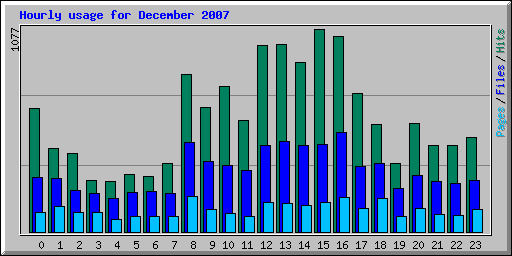 Hourly usage for December 2007
1077
Pages / Files / Hits
0 1 2 3 4 5 6 7 8 9 10 11 12 13 14 15 16 17 18 19 20 21 22 23